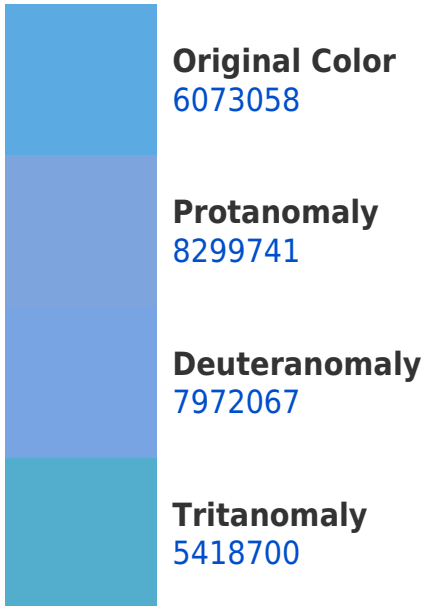 Original Color
6073058
Protanomaly
8299741
Deuteranomaly
7972067
Tritanomaly
5418700